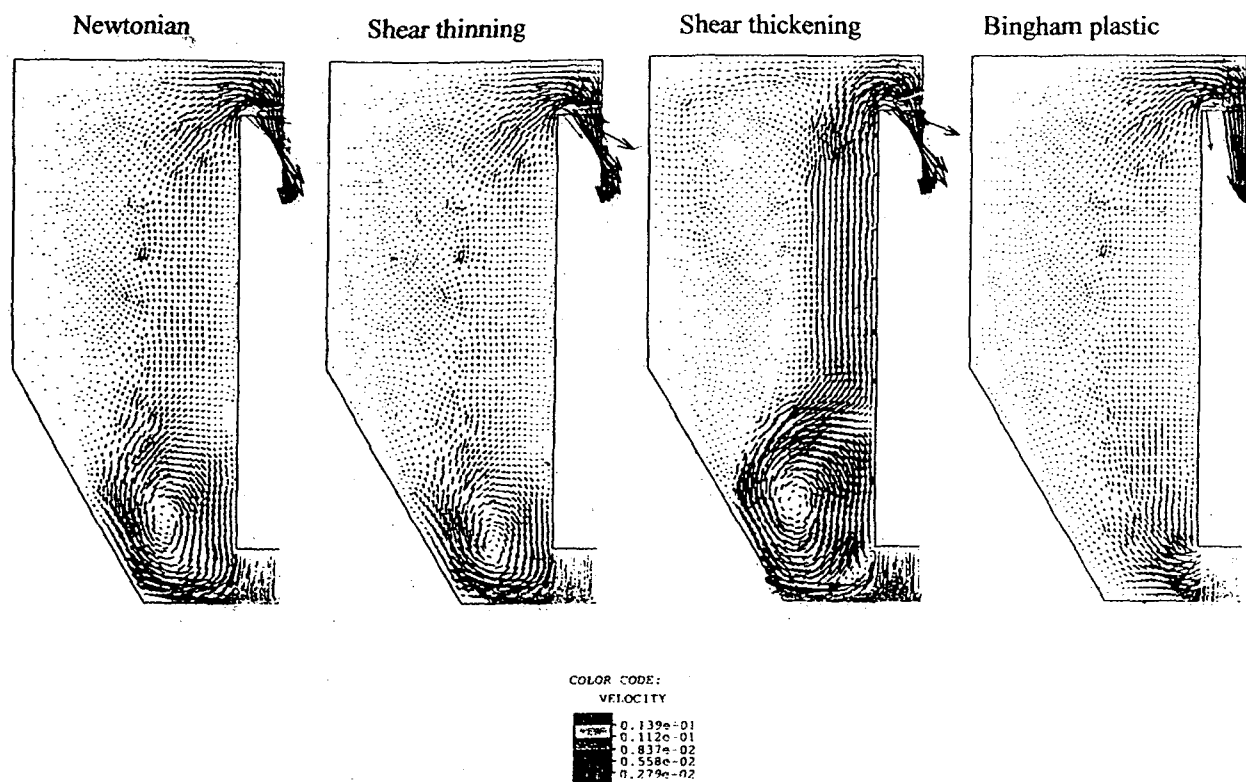 Newtonian
Shear thinning
Shear thickening
Bingham plastic
COLOR CODE:
VELOCITY
0.139e-01
0.112e-01
0.837e-02
0.558e-02
0.279e-02